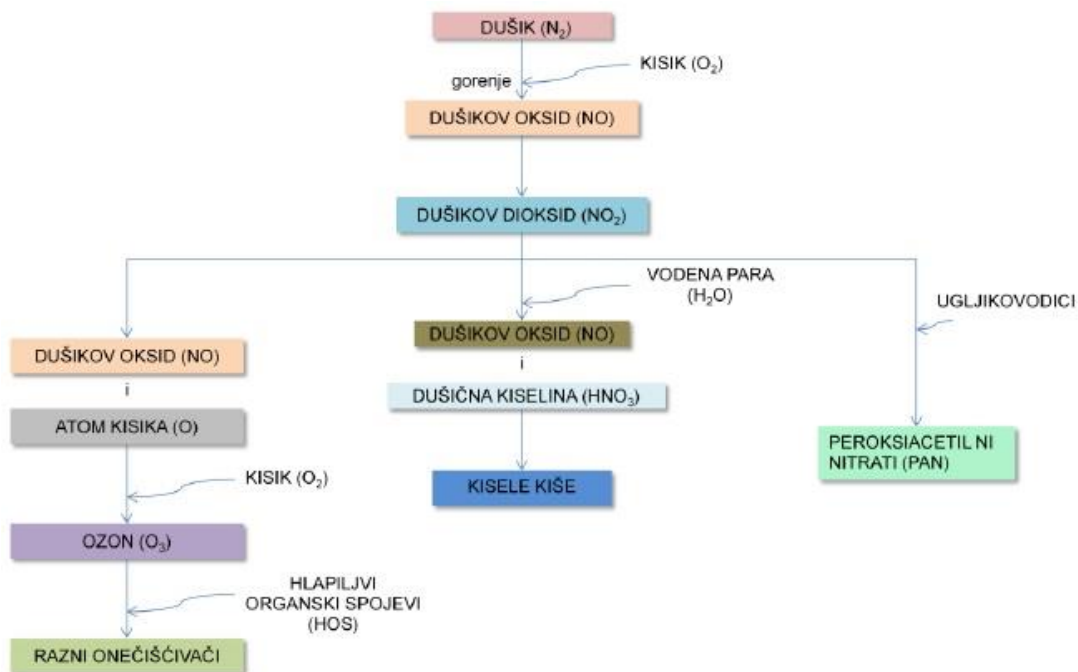 DUŠIK (N₂)
KISIK (O₂)
gorenje
DUŠIKOV OKSID (NO)
DUŠIKOV DIOKSID (NO₂)
VODENA PARA
(H₂O)
UGLJIKOVODICI
DUŠIKOV OKSID (NO)
i
ATOM KISIKA (O)
KISIK (O₂)
OZON (O₃)
HLAPILJVI
ORGANSKI SPOJEVI
(HOS)
RAZNI ONEČIŠĆIVAČI
DUŠIKOV OKSID (NO)
i
DUŠIČNA KISELINA (HNO₃)
KISELE KIŠE
PEROKSIACETIL NI
NITRATI (PAN)